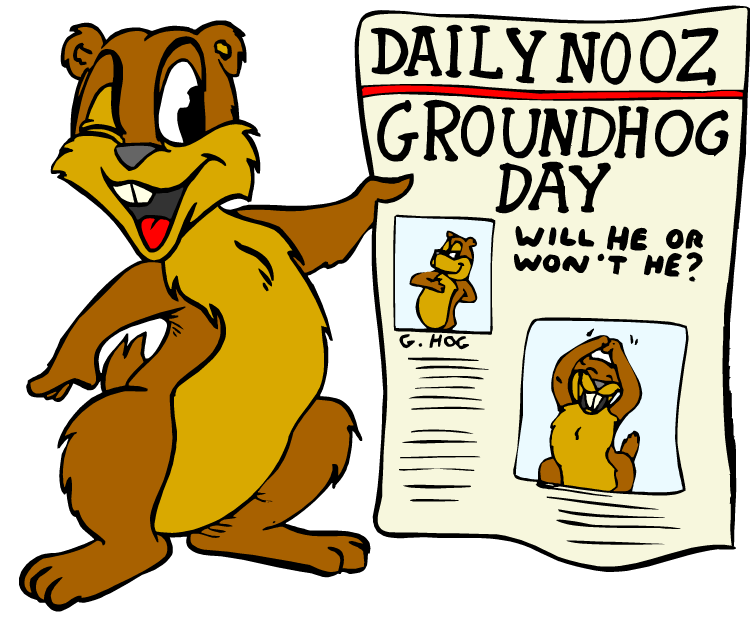 DAILY NOOZ
GROUNDHOG
DAY
WILL HE OR
WON'T HE?
G. HOG